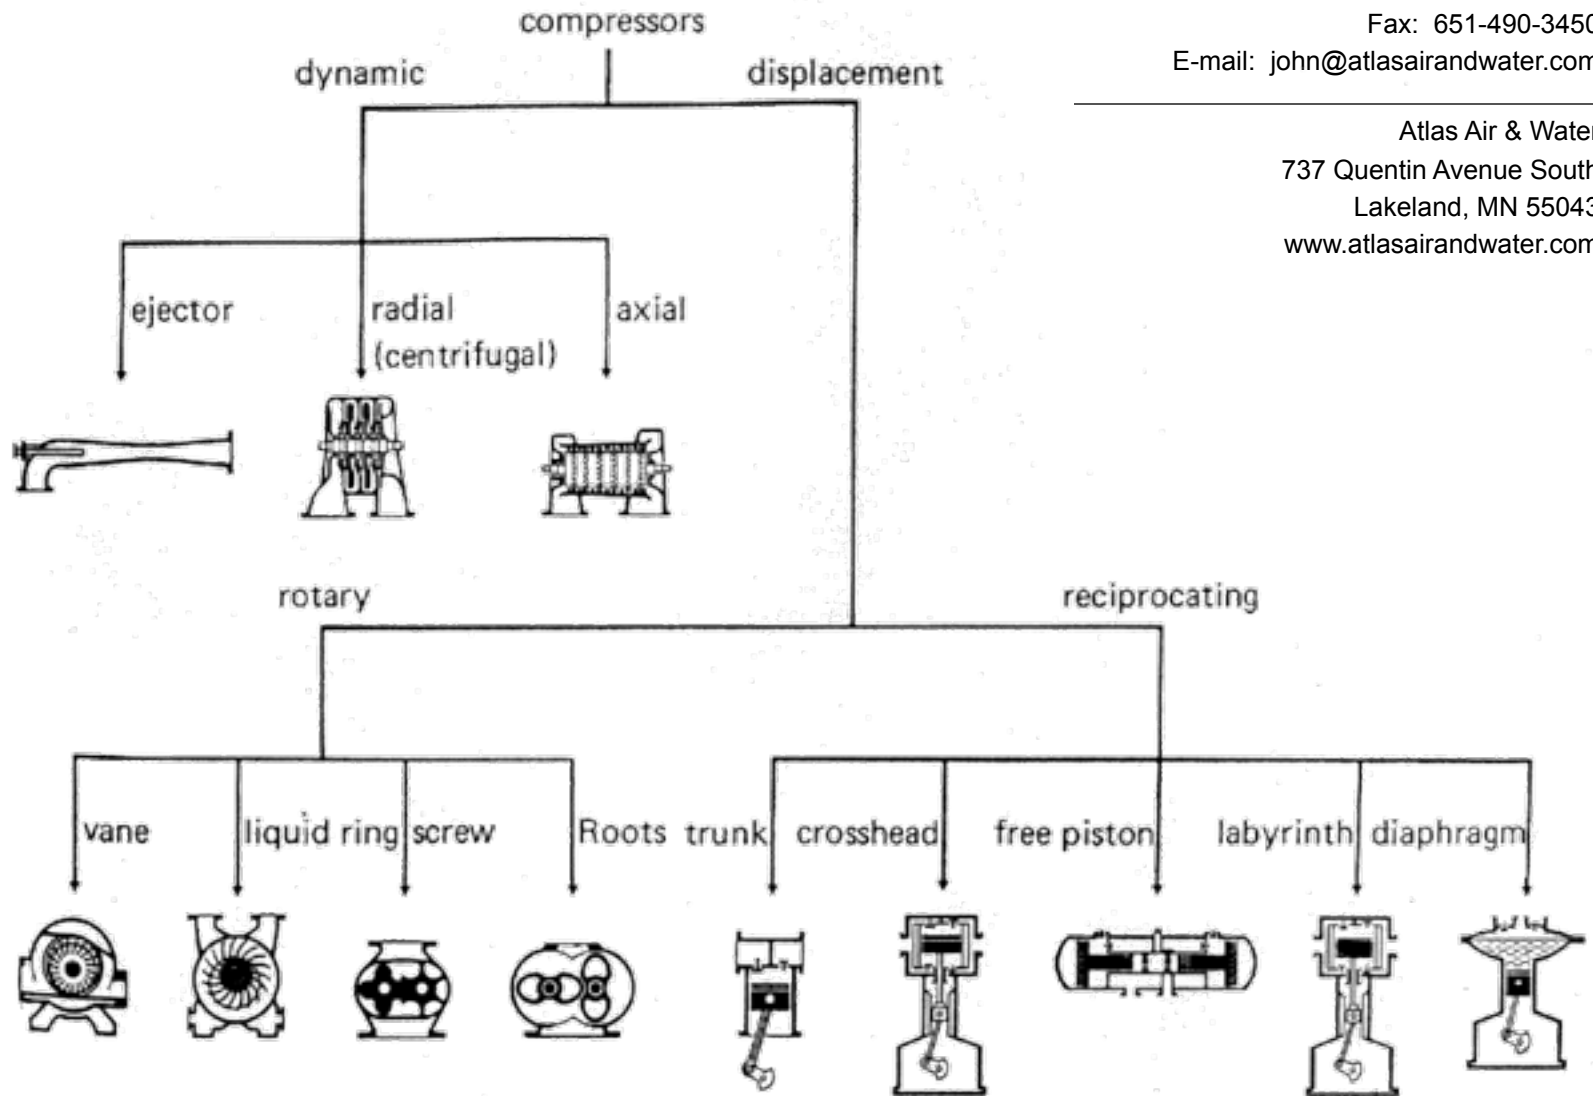 compressors
dynamic displacement
Fax: 651-490-3450
E-mail: john@atlasairandwater.com
Atlas Air & Water
737 Quentin Avenue South
Lakeland, MN 55043
www.atlasairandwater.com
ejector radial axial
(centrifugal)
rotary reciprocating
vane liquid ring screw Roots trunk crosshead free piston labyrinth diaphragm